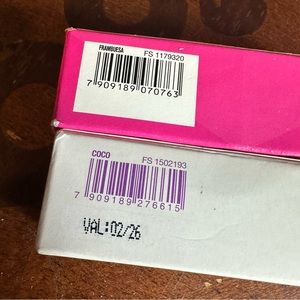 FRAMBUESA
FS 1179320
7 909189 070763
COCO
FS 1502193
7 909189 276615
VAL:02/26